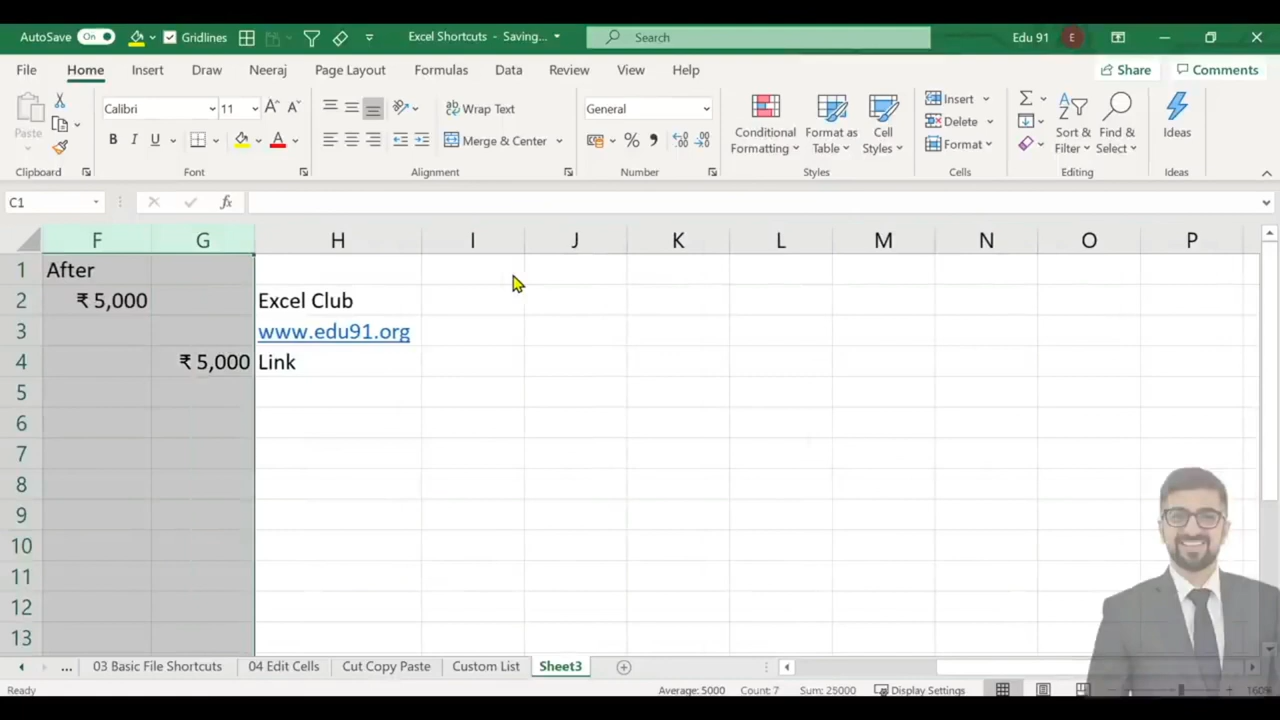 AutoSave On Gridlines Excel Shortcuts - Saving... Search Edu 91 E
File Home Insert Draw Neeraj Page Layout Formulas Data Review View Help Share Comments
Paste Calibri 11 Wrap Text General Conditional Formatting Format as Table Cell Styles Insert Sort & Filter Find & Select Ideas
B I U Merge & Center % Delete Format
Clipboard Font Alignment Number Styles Cells Editing Ideas
C1 fx
F G H I J K L M N O P
1 After
2 ₹ 5,000 Excel Club
3 www.edu91.org
4 ₹ 5,000 Link
5
6
7
8
9
10
11
12
13
... 03 Basic File Shortcuts 04 Edit Cells Cut Copy Paste Custom List Sheet3
Ready Average: 5000 Count: 7 Sum: 25000 Display Settings 160%